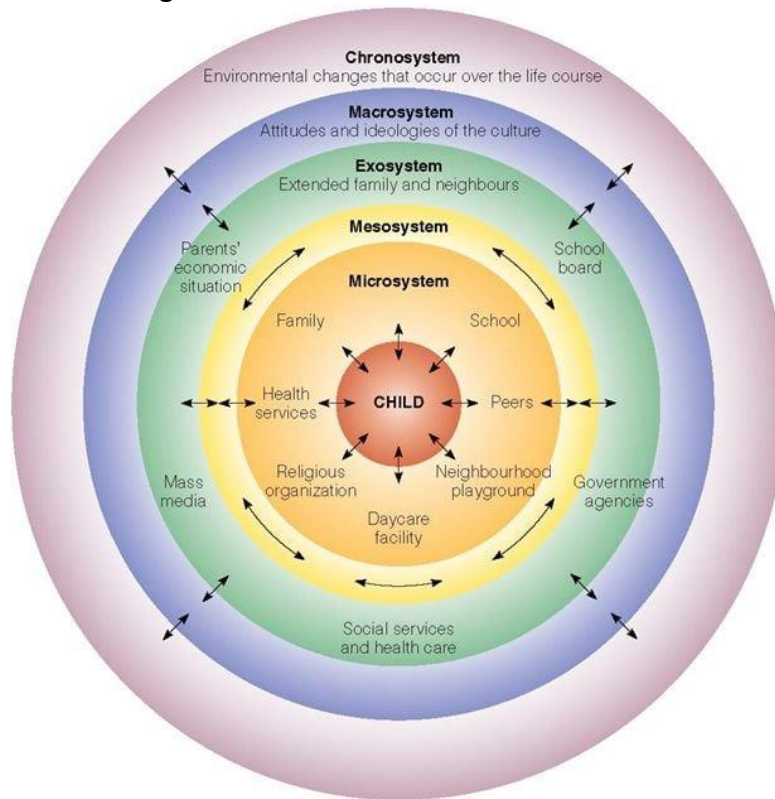 Chronosystem
Environmental changes that occur over the life course
Macrosystem
Attitudes and ideologies of the culture
Exosystem
Extended family and neighbours
Mesosystem
Parents'
economic
situation
School
board
Microsystem
Family
School
Health
services
CHILD
Peers
Religious
organization
Neighbourhood
playground
Mass
media
Government
agencies
Daycare
facility
Social services
and health care